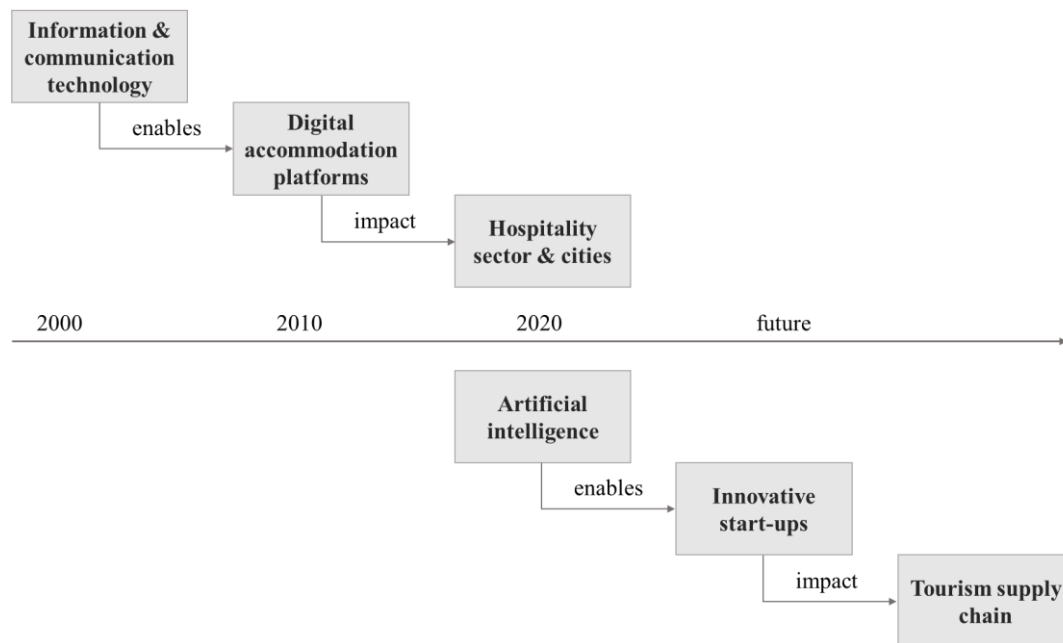 Information &
communication
technology
enables
Digital
accommodation
platforms
impact
Hospitality
sector & cities
2000
2010
2020
future
Artificial
intelligence
enables
Innovative
start-ups
impact
Tourism supply
chain